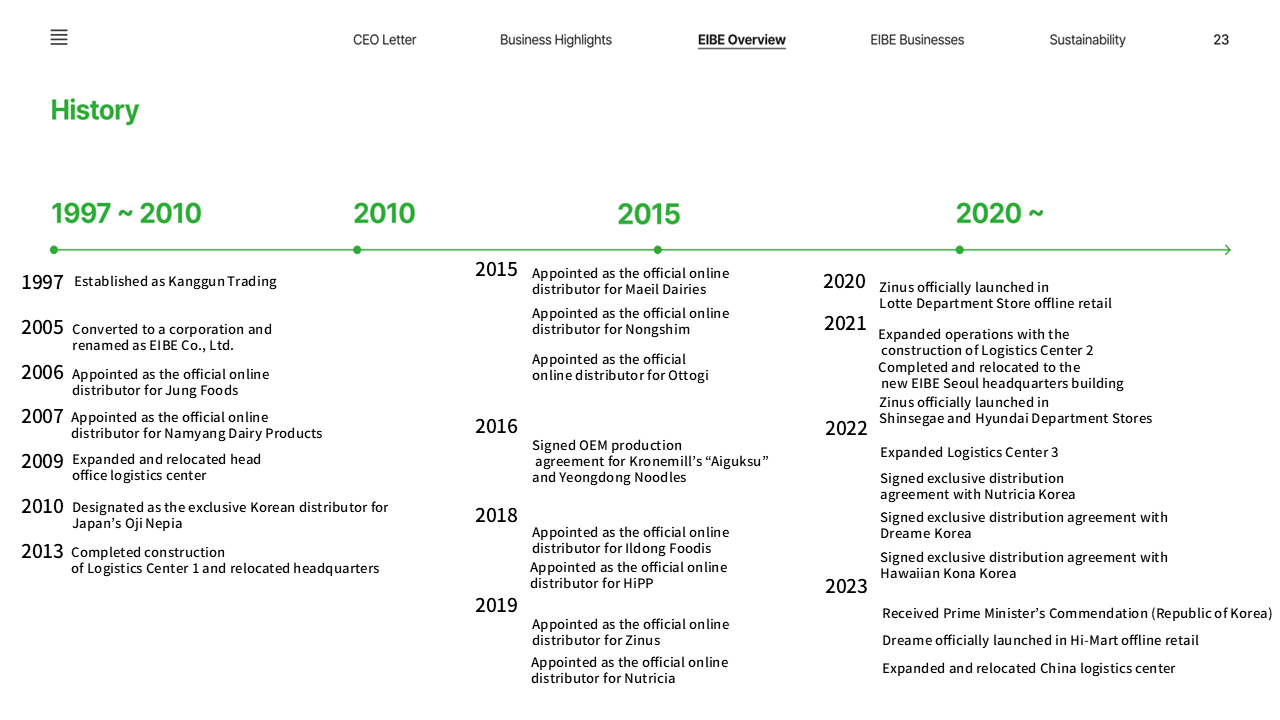 CEO Letter
Business Highlights
EIBE Overview
EIBE Businesses
Sustainability
23
History
1997 ~ 2010
2010
2015
2020 ~
1997
Established as Kanggun Trading
2005
Converted to a corporation and
renamed as EIBE Co., Ltd.
2006
Appointed as the official online
distributor for Jung Foods
2007
Appointed as the official online
distributor for Namyang Dairy Products
2009
Expanded and relocated head
office logistics center
2010
Designated as the exclusive Korean distributor for
Japan’s Oji Nepia
2013
Completed construction
of Logistics Center 1 and relocated headquarters
2015
Appointed as the official online
distributor for Maeil Dairies
Appointed as the official online
distributor for Nongshim
Appointed as the official
online distributor for Ottogi
2016
Signed OEM production
agreement for Kronemill’s “Aiguksu”
and Yeongdong Noodles
2018
Appointed as the official online
distributor for Ildong Foodis
Appointed as the official online
distributor for HiPP
2019
Appointed as the official online
distributor for Zinus
Appointed as the official online
distributor for Nutricia
2020
Zinus officially launched in
Lotte Department Store offline retail
2021
Expanded operations with the
construction of Logistics Center 2
Completed and relocated to the
new EIBE Seoul headquarters building
Zinus officially launched in
Shinsegae and Hyundai Department Stores
2022
Expanded Logistics Center 3
Signed exclusive distribution
agreement with Nutricia Korea
Signed exclusive distribution agreement with
Dreame Korea
Signed exclusive distribution agreement with
Hawaiian Kona Korea
2023
Received Prime Minister’s Commendation (Republic of Korea)
Dreame officially launched in Hi-Mart offline retail
Expanded and relocated China logistics center